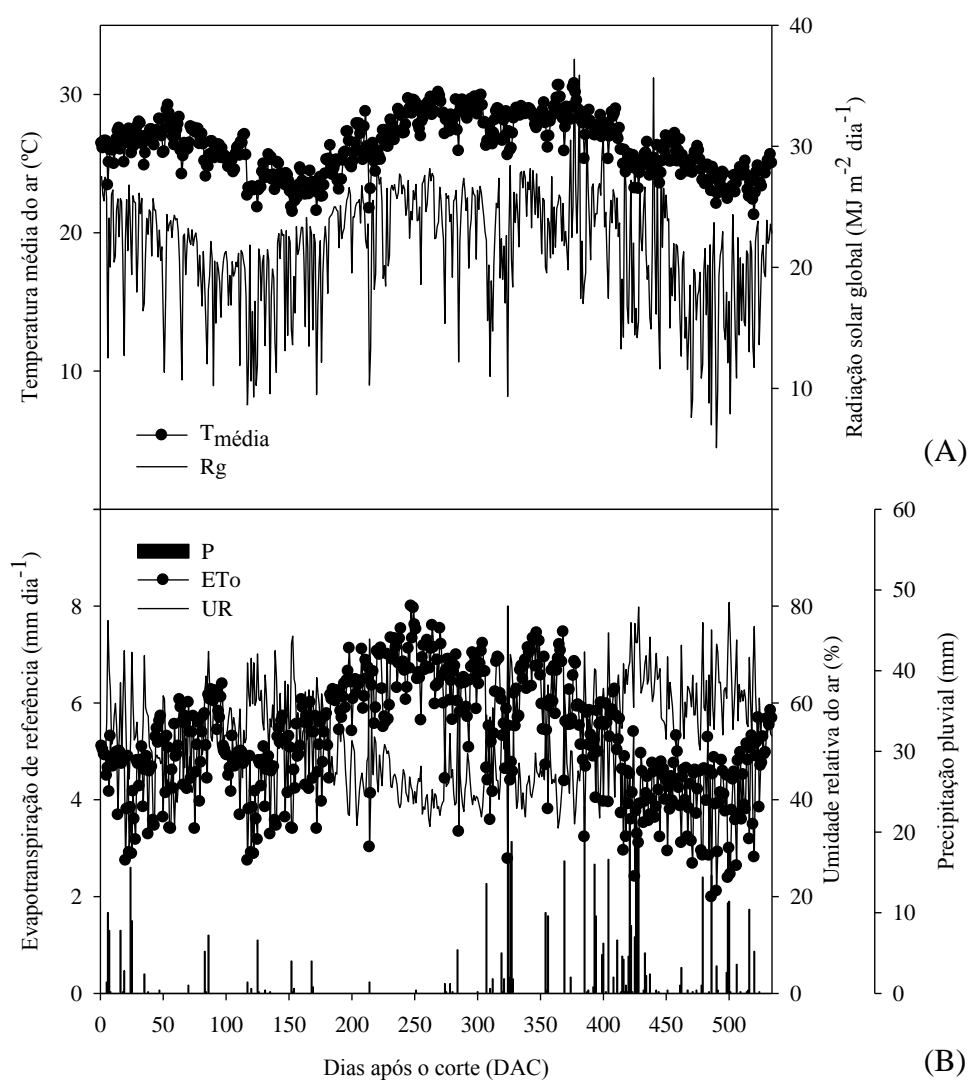 40
30
30
20
20
10
10
Temperatura média do ar (ºC)
Radiação solar global (MJ m-2 dia-1)
Tmédia
Rg
(A)
60
P
ETo
UR
50
8
80
40
6
60
30
4
40
20
2
20
10
0
0
0
Evapotranspiração de referência (mm dia-1)
Umidade relativa do ar (%)
Precipitação pluvial (mm)
0 50 100 150 200 250 300 350 400 450 500
Dias após o corte (DAC)
(B)